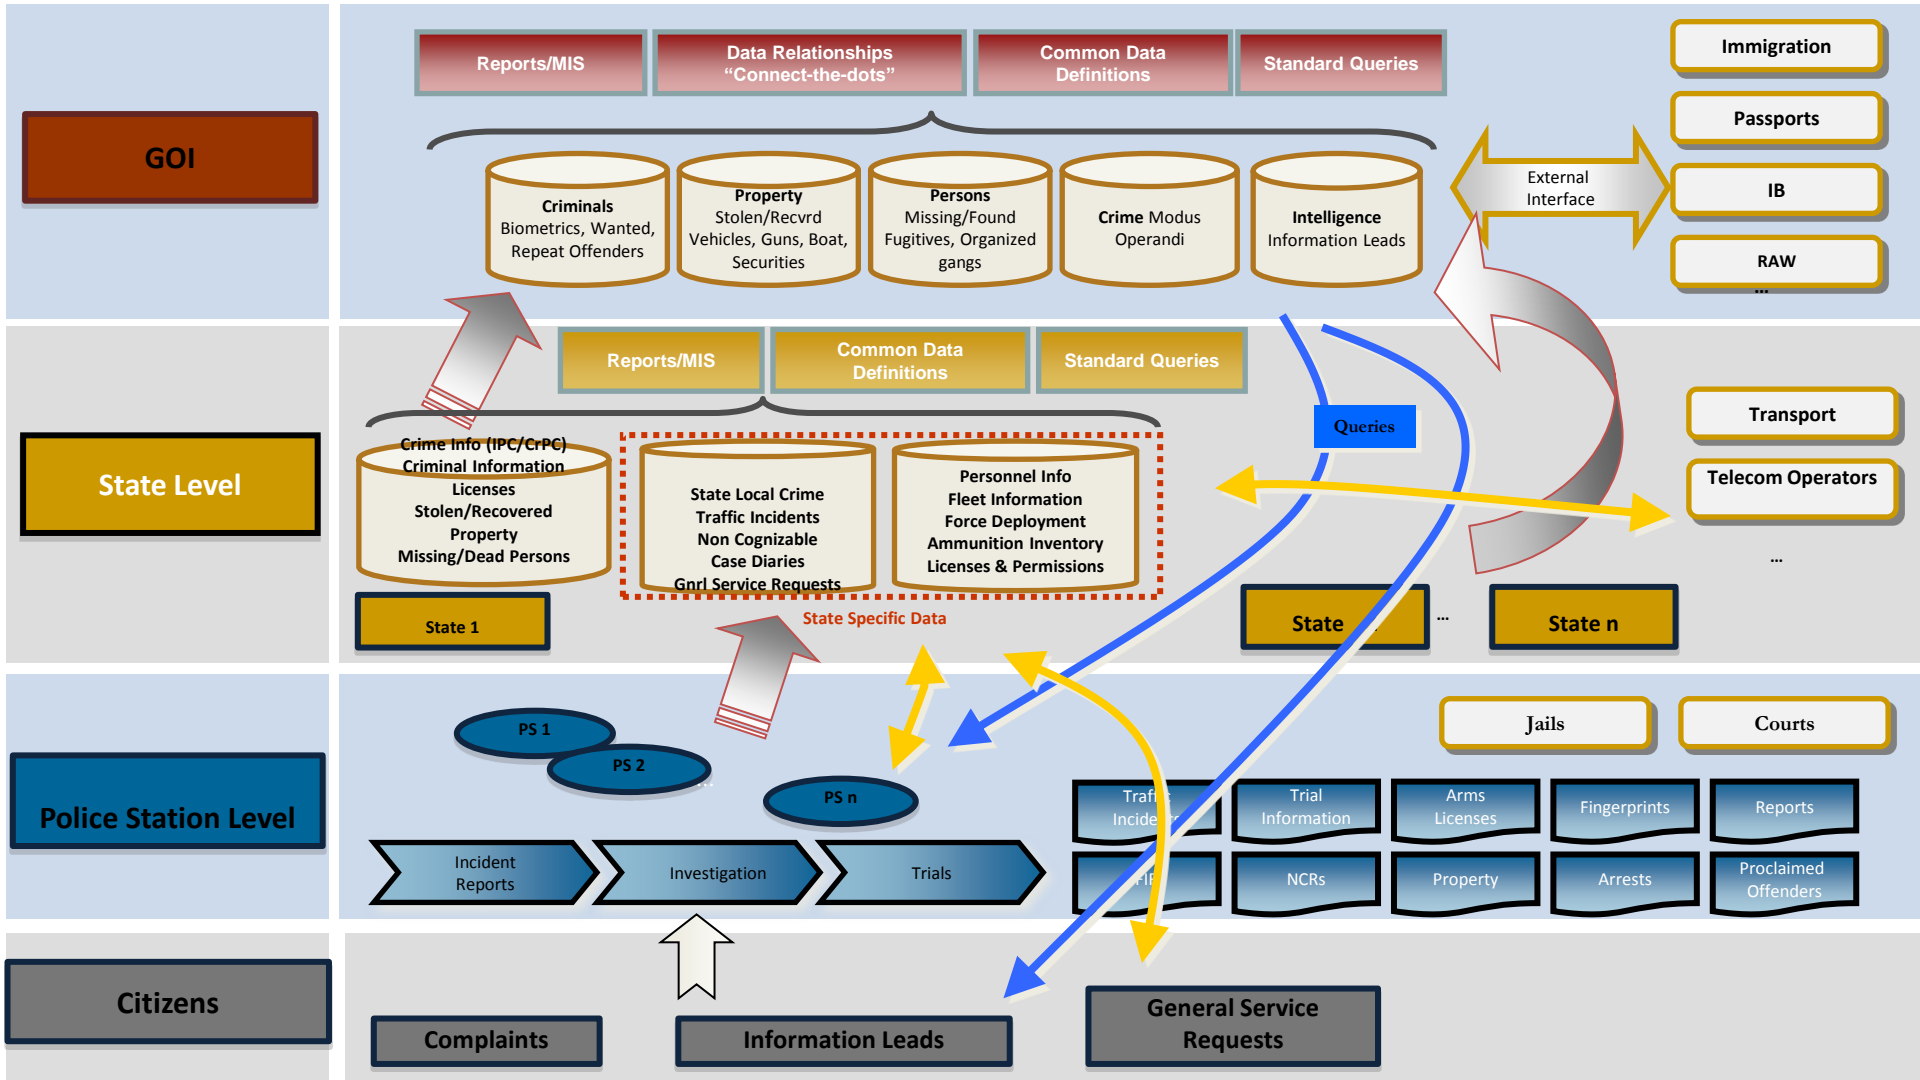 GOI
Reports/MIS
Data Relationships
“Connect-the-dots”
Common Data
Definitions
Standard Queries
Criminals
Biometrics, Wanted,
Repeat Offenders
Property
Stolen/Recvrd
Vehicles, Guns, Boat,
Securities
Persons
Missing/Found
Fugitives, Organized
gangs
Crime Modus
Operandi
Intelligence
Information Leads
External
Interface
Immigration
Passports
IB
RAW
...
State Level
Reports/MIS
Common Data
Definitions
Standard Queries
Crime Info (IPC/CrPC)
Criminal Information
Licenses
Stolen/Recovered
Property
Missing/Dead Persons
State Local Crime
Traffic Incidents
Non Cognizable
Case Diaries
Gnrl Service Requests
Personnel Info
Fleet Information
Force Deployment
Ammunition Inventory
Licenses & Permissions
State Specific Data
Queries
Transport
Telecom Operators
...
State 1
State
...
State n
Police Station Level
PS 1
PS 2
...
PS n
Jails
Courts
Incident
Reports
Investigation
Trials
Traffic
Incidents
Trial
Information
Arms
Licenses
Fingerprints
Reports
NCRs
Property
Arrests
Proclaimed
Offenders
Citizens
Complaints
Information Leads
General Service
Requests